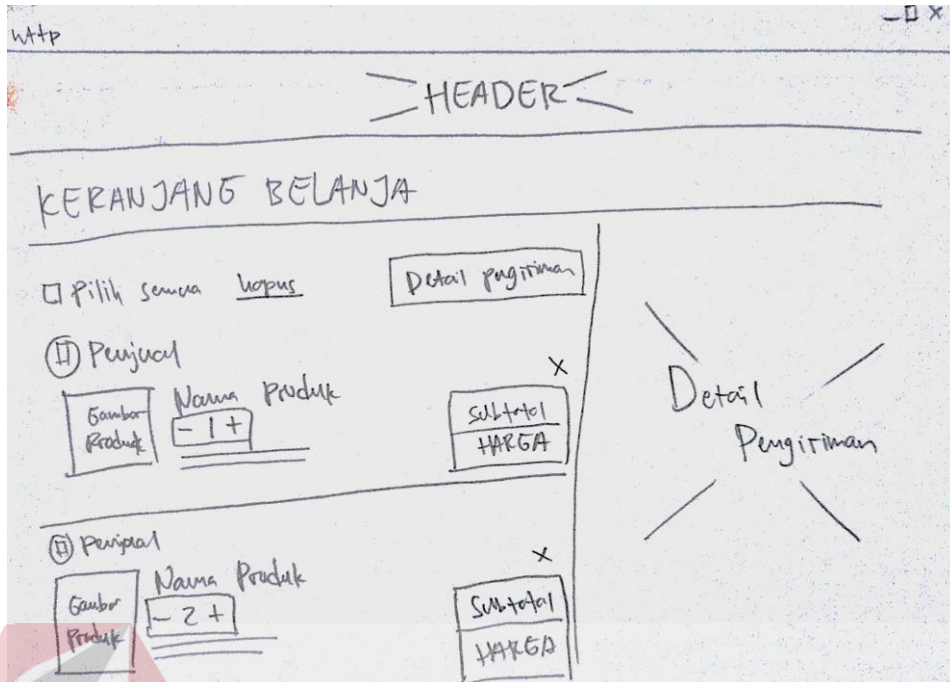 http
HEADER
KERANJANG BELANJA
Pilih semua hapus
Detail pengiriman
Penjual
Nama Produk
Gambar Produk
- 1 +
Subtotal
HARGA
X
Detail
Pengiriman
Penjual
Nama Produk
Gambar
Produk
- 2 +
X
Subtotal
HARGA